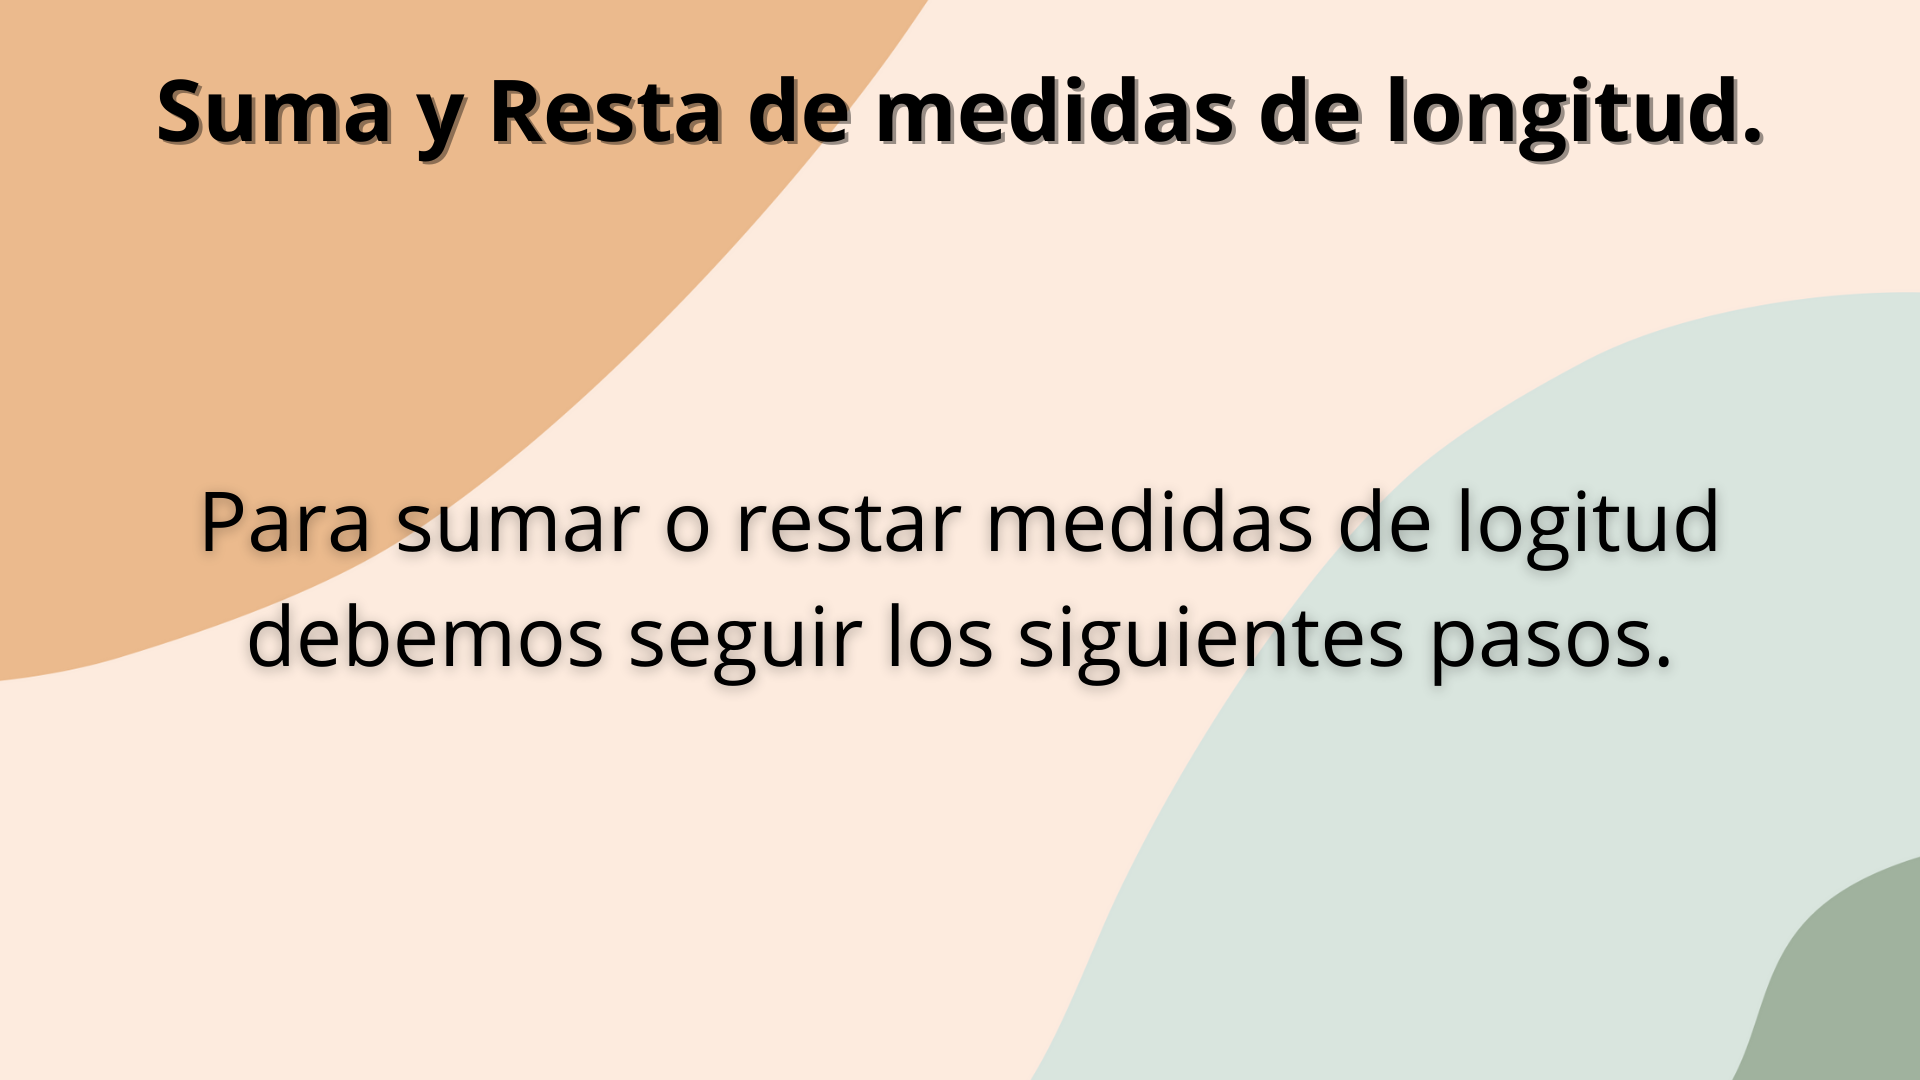 Suma y Resta de medidas de longitud.
Para sumar o restar medidas de logitud
debemos seguir los siguientes pasos.